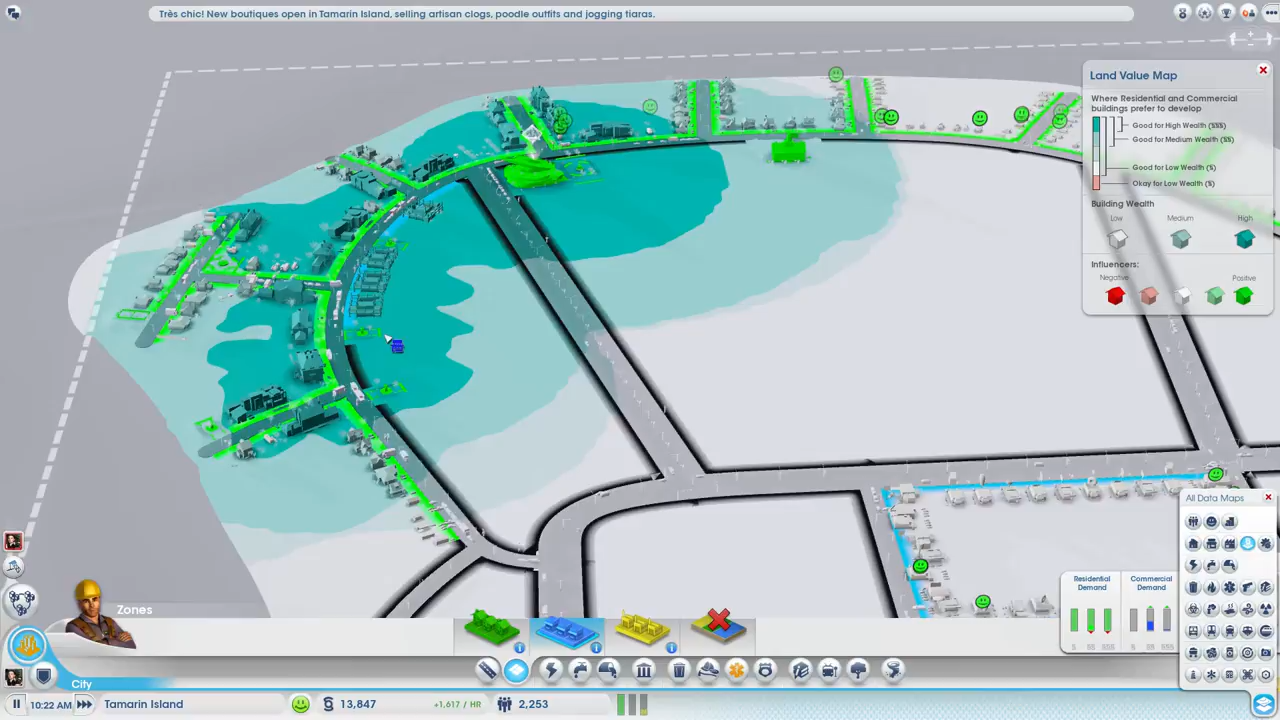 Très chic! New boutiques open in Tamarin Island, selling artisan clogs, poodle outfits and jogging tiaras.
Land Value Map
Where Residential and Commercial
buildings prefer to develop
Good for High Wealth ($$$)
Good for Medium Wealth ($$)
Good for Low Wealth ($)
Okay for Low Wealth ($)
Building Wealth
Low Medium High
Influencers:
Negative Positive
All Data Maps
Residential
Demand
Commercial
Demand
$ $$ $$$ $ $$ $$$
Zones
City
10:22 AM Tamarin Island 13,847 +1,617 / HR 2,253